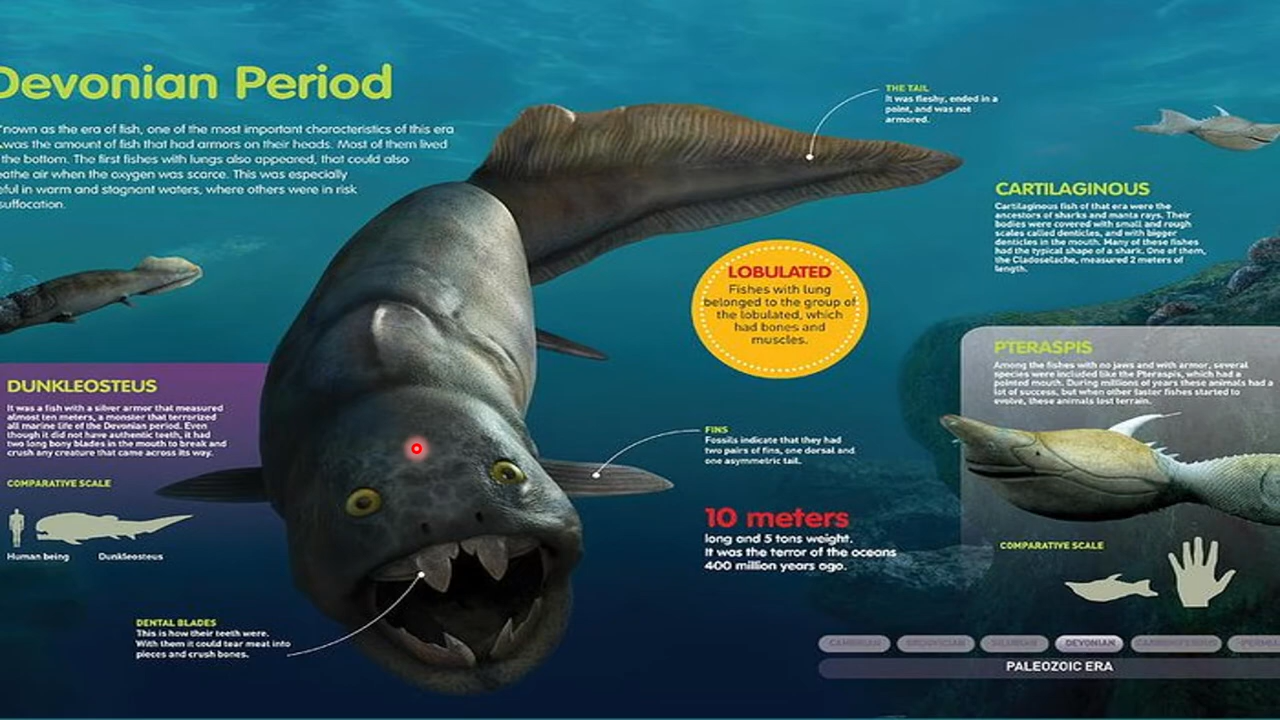 Devonian Period
nown as the era of fish, one of the most important characteristics of this era
was the amount of fish that had armors on their heads. Most of them lived
the bottom. The first fishes with lungs also appeared, that could also
eathe air when the oxygen was scarce. This was especially
eful in warm and stagnant waters, where others were in risk
suffocation.
THE TAIL
It was fleshy, ended in a
point, and was not
armored.
CARTILAGINOUS
Cartilaginous fish of that era were the
ancestors of sharks and manta rays. Their
bodies were covered with small and rough
scales called denticles, and with bigger
denticles in the mouth. Many of these fishes
had the typical shape of a shark. One of them,
the Cladoselache, measured 2 meters of
length.
LOBULATED
Fishes with lung
belonged to the group of
the lobulated, which
had bones and
muscles.
DUNKLEOSTEUS
It was a fish with a silver armor that measured
almost ten meters, a monster that terrorized
all marine life of the Devonian period. Even
though it did not have authentic teeth, it had
two long bony blades in the mouth to break and
crush any creature that came across its way.
COMPARATIVE SCALE
Human being Dunkleosteus
PTERASPIS
Among the fishes with no jaws and with armor, several
species were included like the Pteraspis, which had a
pointed mouth. During millions of years these animals had a
lot of success, but when other faster fishes started to
evolve, these animals lost terrain.
COMPARATIVE SCALE
FINS
Fossils indicate that they had
two pairs of fins, one dorsal and
one asymmetric tail.
10 meters
long and 5 tons weight.
It was the terror of the oceans
400 million years ago.
DENTAL BLADES
This is how their teeth were.
With them it could tear meat into
pieces and crush bones.
CAMBRIAN ORDOVICIAN SILURIAN DEVONIAN CARBONIFEROUS PERMI
PALEOZOIC ERA